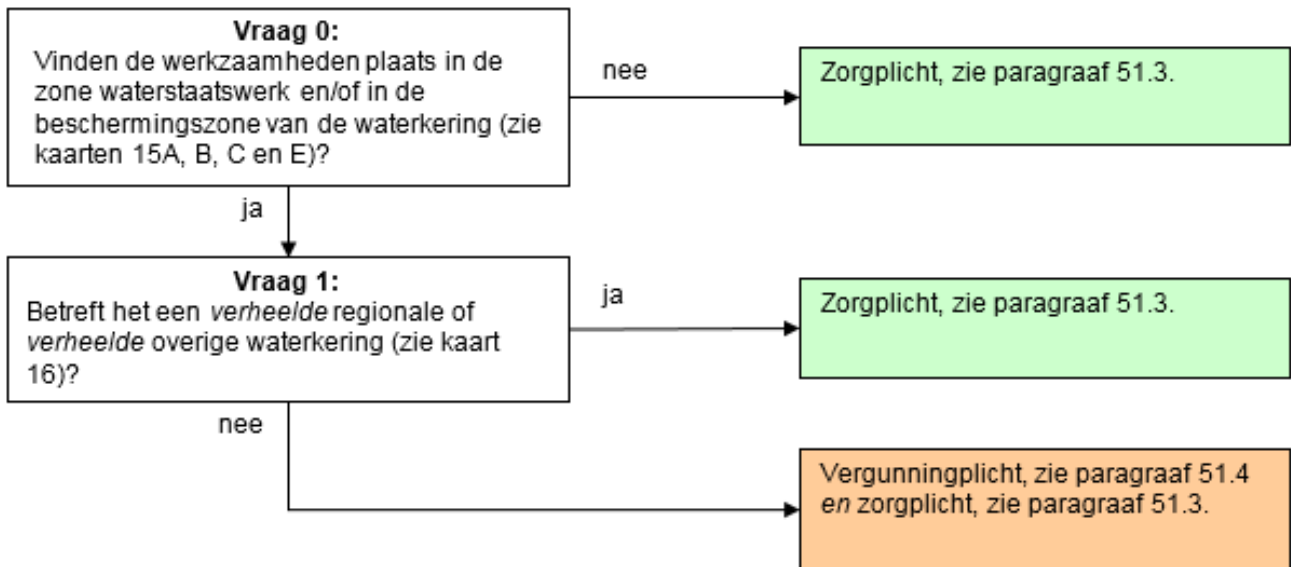 Vraag 0:
Vinden de werkzaamheden plaats in de
zone waterstaatswerk en/of in de
beschermingszone van de waterkering (zie
kaarten 15A, B, C en E)?
nee
Zorgplicht, zie paragraaf 51.3.
ja
Vraag 1:
Betreft het een verheelde regionale of
verheelde overige waterkering (zie kaart
16)?
ja
Zorgplicht, zie paragraaf 51.3.
nee
Vergunningplicht, zie paragraaf 51.4
en zorgplicht, zie paragraaf 51.3.